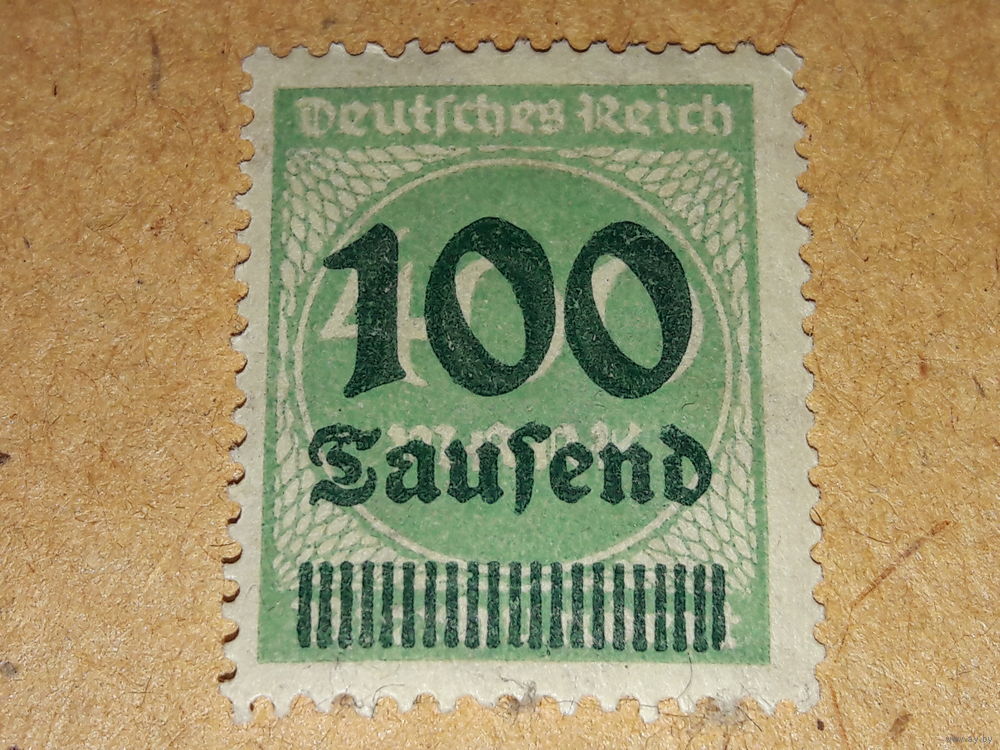 Deutsches Reich
100
Tausend